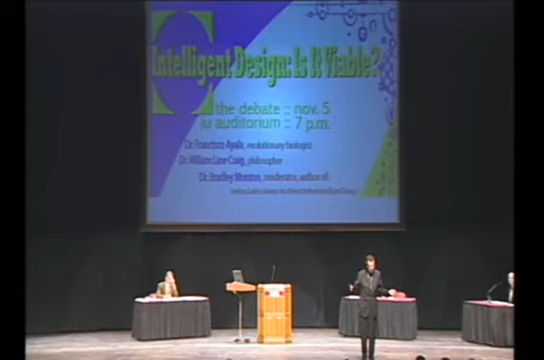 Intelligent Design: Is It Viable?
the debate :: nov. 5
iu auditorium :: 7 p.m.
Dr. Francisco Ayala, evolutionary biologist
Dr. William Lane Craig, philosopher
Dr. Bradley Monton, moderator, author of: